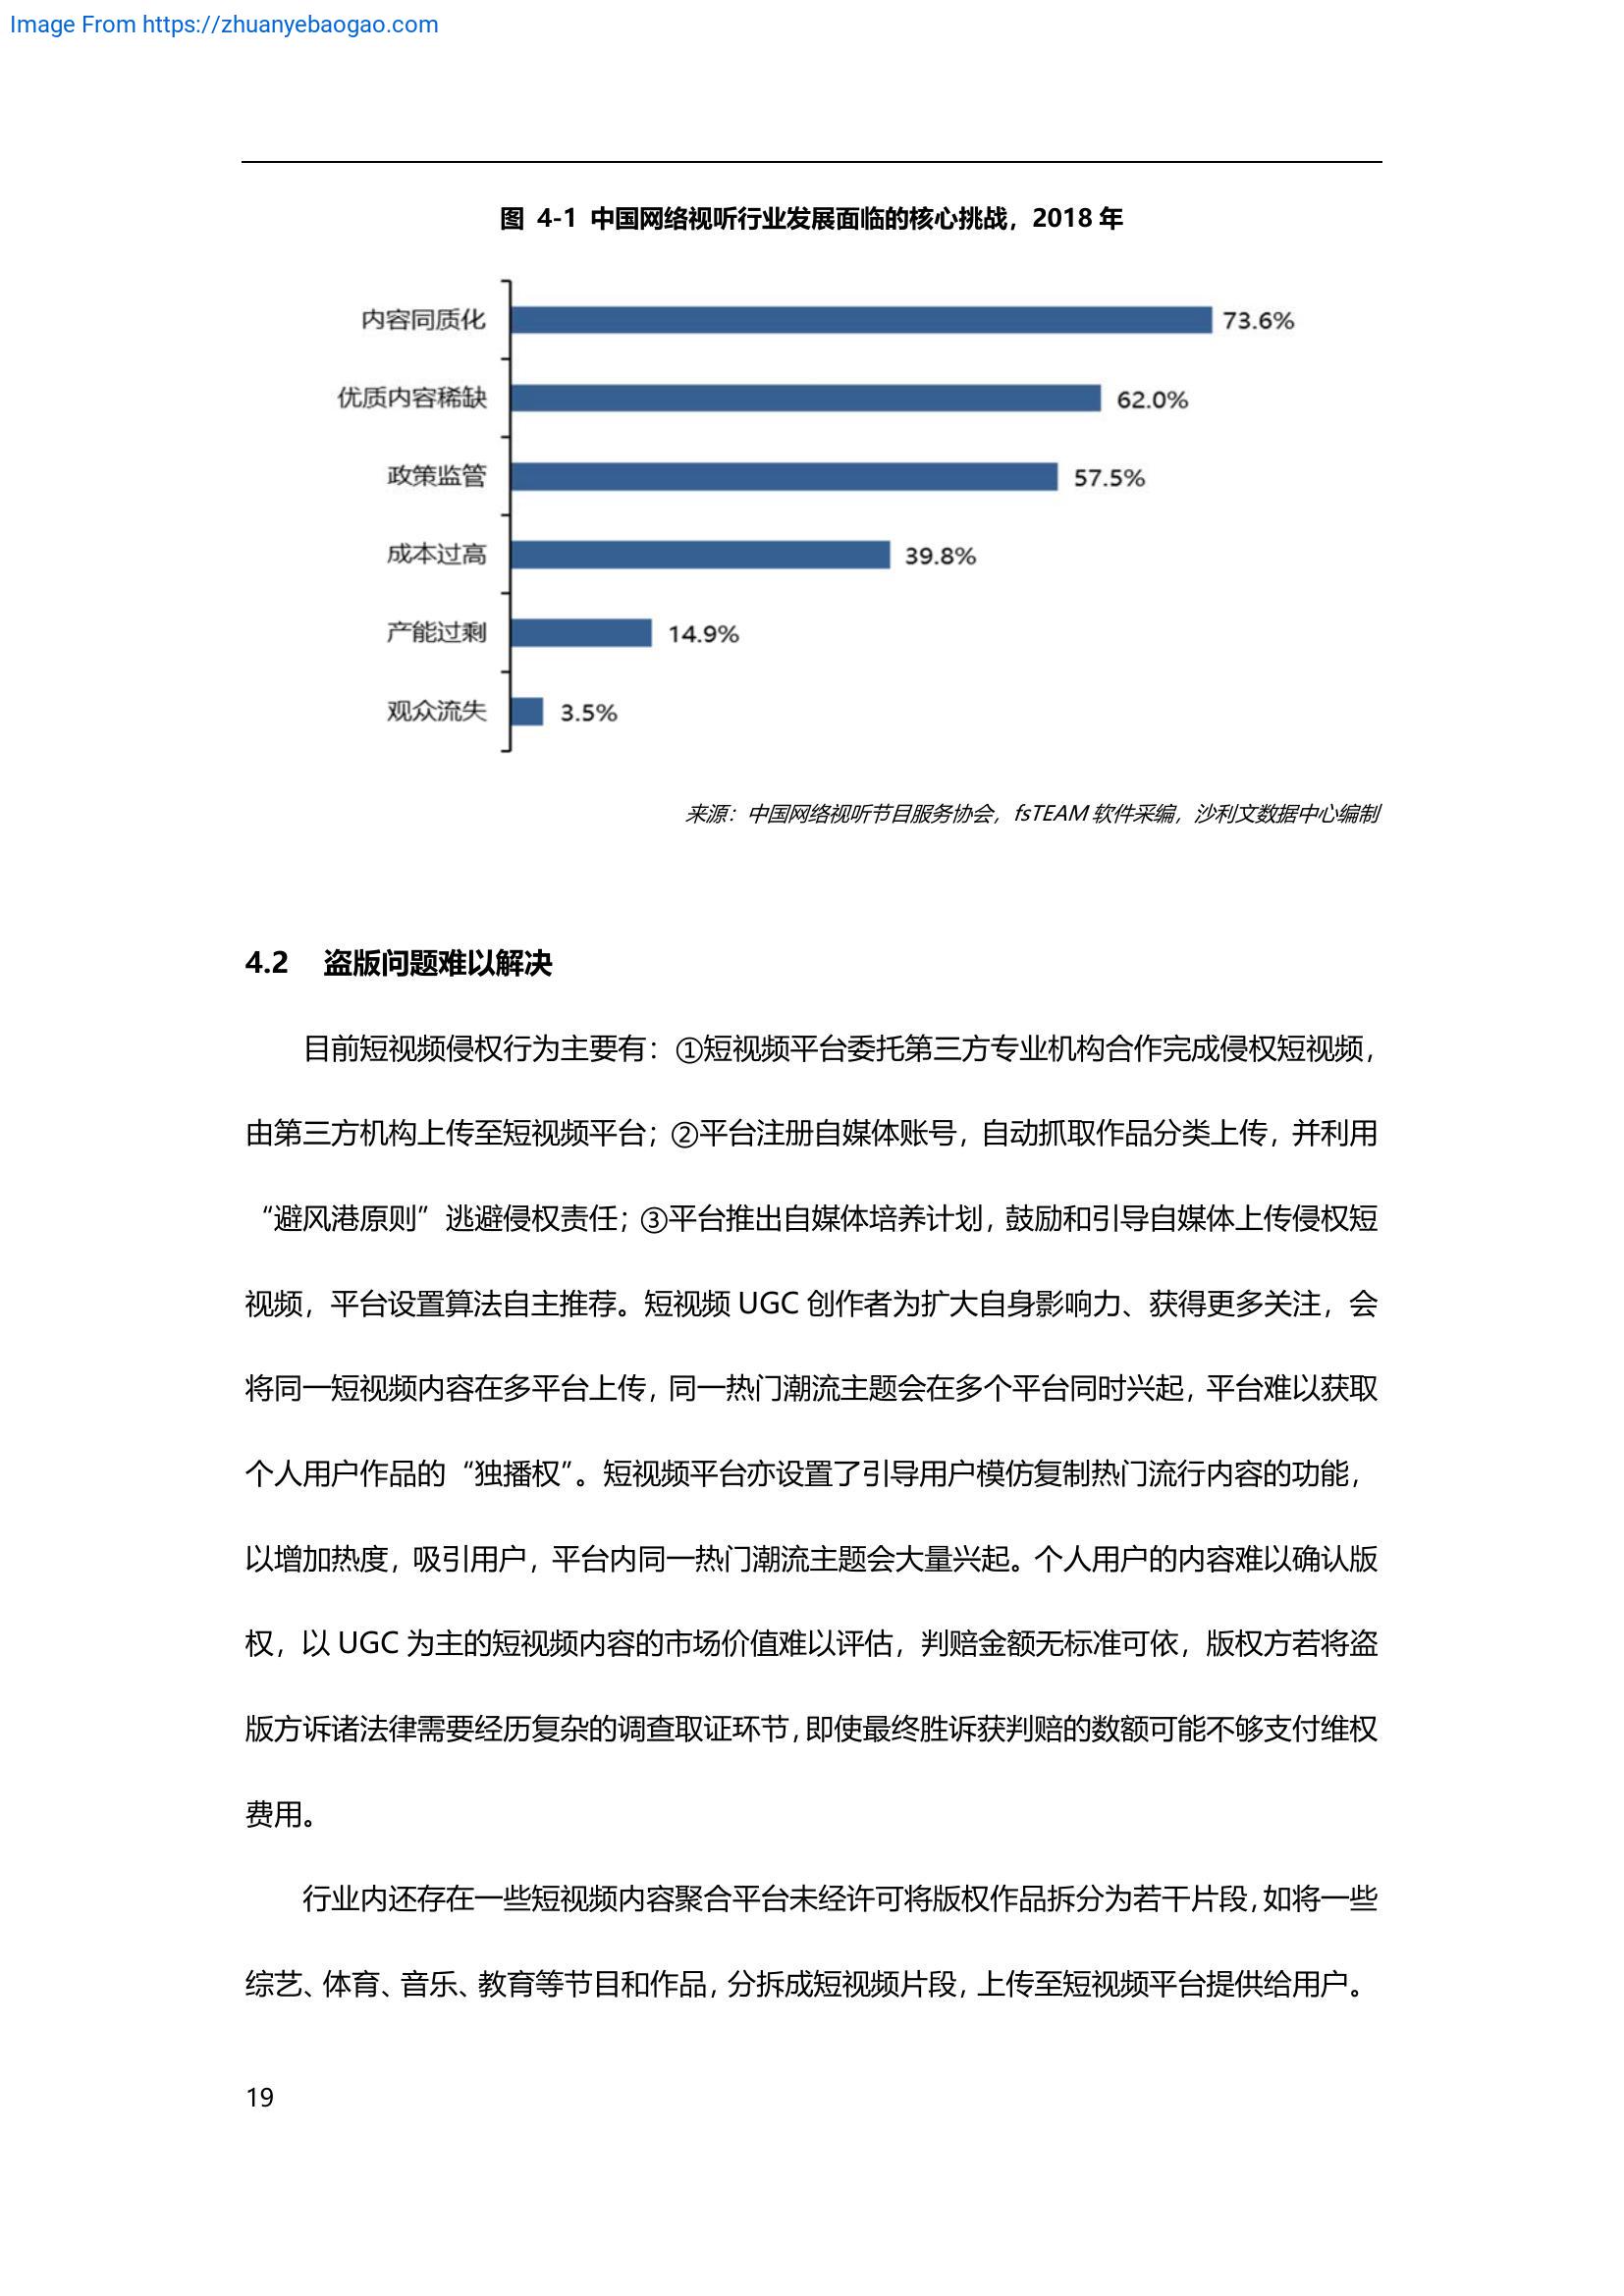 Image From https://zhuanyebaogao.com
图 4-1 中国网络视听行业发展面临的核心挑战，2018 年
内容同质化 73.6%
优质内容稀缺 62.0%
政策监管 57.5%
成本过高 39.8%
产能过剩 14.9%
观众流失 3.5%
来源：中国网络视听节目服务协会，fsTEAM 软件采编，沙利文数据中心编制
4.2 盗版问题难以解决
目前短视频侵权行为主要有：①短视频平台委托第三方专业机构合作完成侵权短视频，
由第三方机构上传至短视频平台；②平台注册自媒体账号，自动抓取作品分类上传，并利用
“避风港原则”逃避侵权责任；③平台推出自媒体培养计划，鼓励和引导自媒体上传侵权短
视频，平台设置算法自主推荐。短视频 UGC 创作者为扩大自身影响力、获得更多关注，会
将同一短视频内容在多平台上传，同一热门潮流主题会在多个平台同时兴起，平台难以获取
个人用户作品的“独播权”。短视频平台亦设置了引导用户模仿复制热门流行内容的功能，
以增加热度，吸引用户，平台内同一热门潮流主题会大量兴起。个人用户的内容难以确认版
权，以 UGC 为主的短视频内容的市场价值难以评估，判赔金额无标准可依，版权方若将盗
版方诉诸法律需要经历复杂的调查取证环节，即使最终胜诉获判赔的数额可能不够支付维权
费用。
行业内还存在一些短视频内容聚合平台未经许可将版权作品拆分为若干片段，如将一些
综艺、体育、音乐、教育等节目和作品，分拆成短视频片段，上传至短视频平台提供给用户。
19